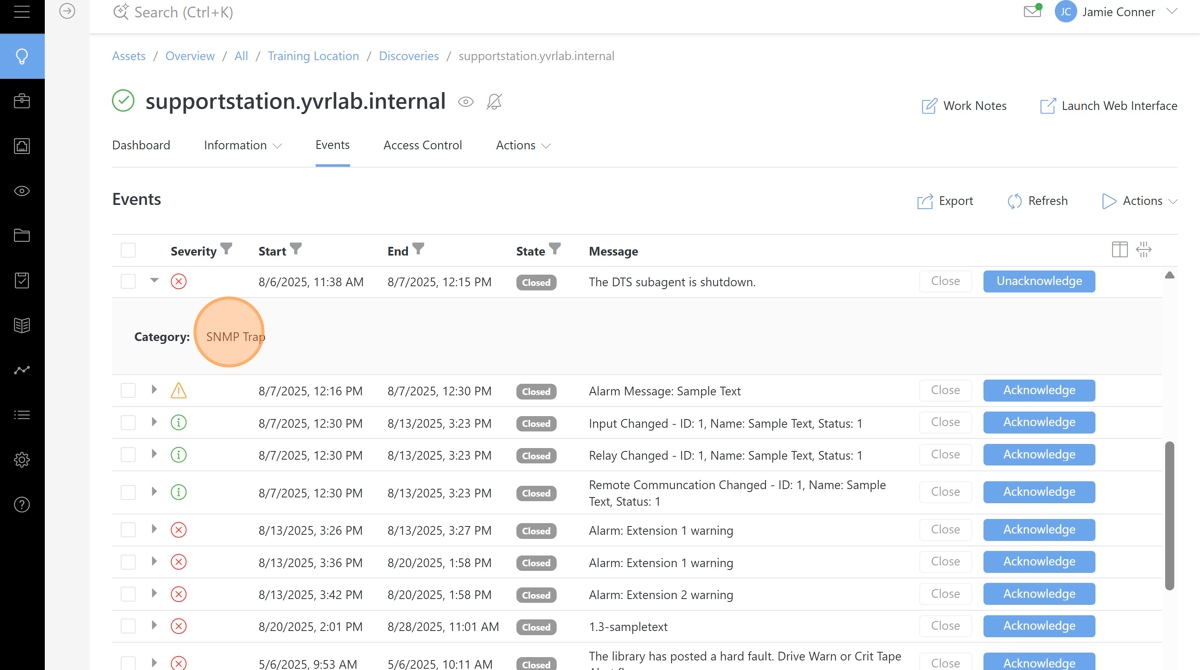 Search (Ctrl+K)
JC Jamie Conner
Assets / Overview / All / Training Location / Discoveries / supportstation.yvrlab.internal
supportstation.yvrlab.internal
Work Notes Launch Web Interface
Dashboard Information Events Access Control Actions
Events
Export Refresh Actions
Severity Start End State Message
8/6/2025, 11:38 AM 8/7/2025, 12:15 PM Closed The DTS subagent is shutdown. Close Unacknowledge
Category: SNMP Trap
8/7/2025, 12:16 PM 8/7/2025, 12:30 PM Closed Alarm Message: Sample Text Close Acknowledge
8/7/2025, 12:30 PM 8/13/2025, 3:23 PM Closed Input Changed - ID: 1, Name: Sample Text, Status: 1 Close Acknowledge
8/7/2025, 12:30 PM 8/13/2025, 3:23 PM Closed Relay Changed - ID: 1, Name: Sample Text, Status: 1 Close Acknowledge
8/7/2025, 12:30 PM 8/13/2025, 3:23 PM Closed Remote Communcation Changed - ID: 1, Name: Sample
Text, Status: 1 Close Acknowledge
8/13/2025, 3:26 PM 8/13/2025, 3:27 PM Closed Alarm: Extension 1 warning Close Acknowledge
8/13/2025, 3:36 PM 8/20/2025, 1:58 PM Closed Alarm: Extension 1 warning Close Acknowledge
8/13/2025, 3:42 PM 8/20/2025, 1:58 PM Closed Alarm: Extension 2 warning Close Acknowledge
8/20/2025, 2:01 PM 8/28/2025, 11:01 AM Closed 1.3-sampletext Close Acknowledge
5/6/2025, 9:53 AM 5/6/2025, 10:11 AM Closed The library has posted a hard fault. Drive Warn or Crit Tape Close Acknowledge